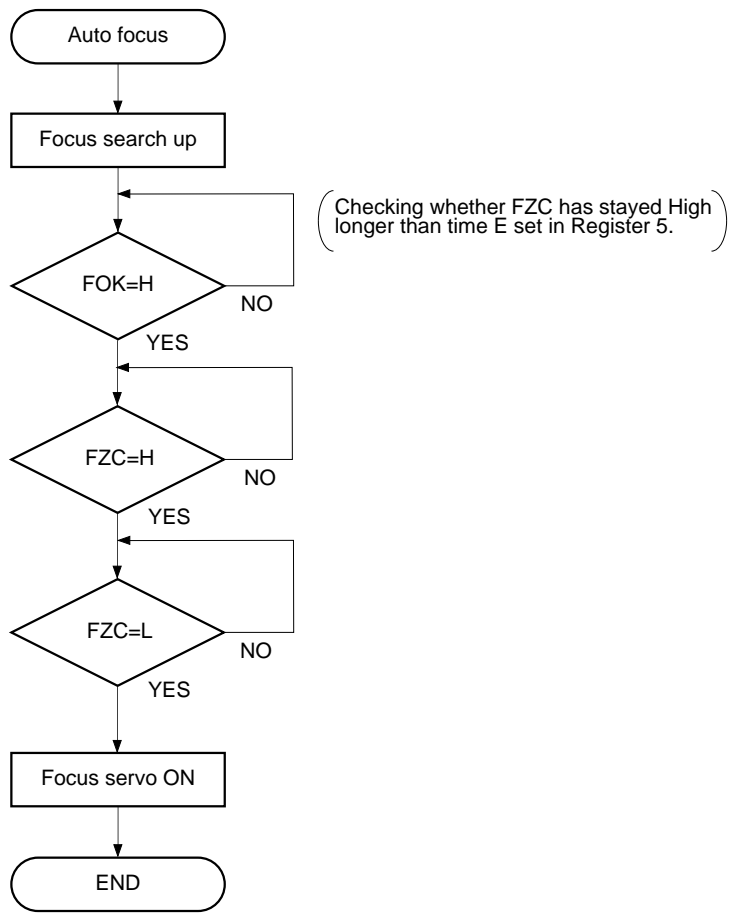 Auto focus
Focus search up
Checking whether FZC has stayed High
longer than time E set in Register 5.
FOK=H
NO
YES
FZC=H
NO
YES
FZC=L
NO
YES
Focus servo ON
END